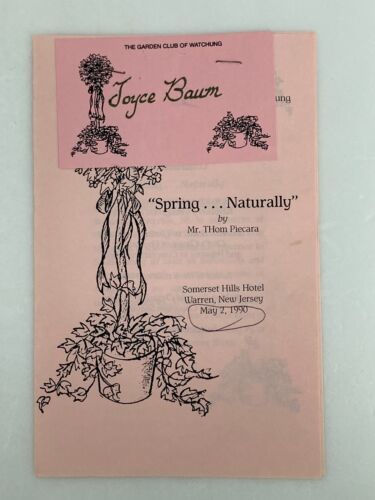 THE GARDEN CLUB OF WATCHUNG
Joyce Baum
"Spring . . . Naturally"
by
Mr. THom Piecara
Somerset Hills Hotel
Warren, New Jersey
May 2, 1990